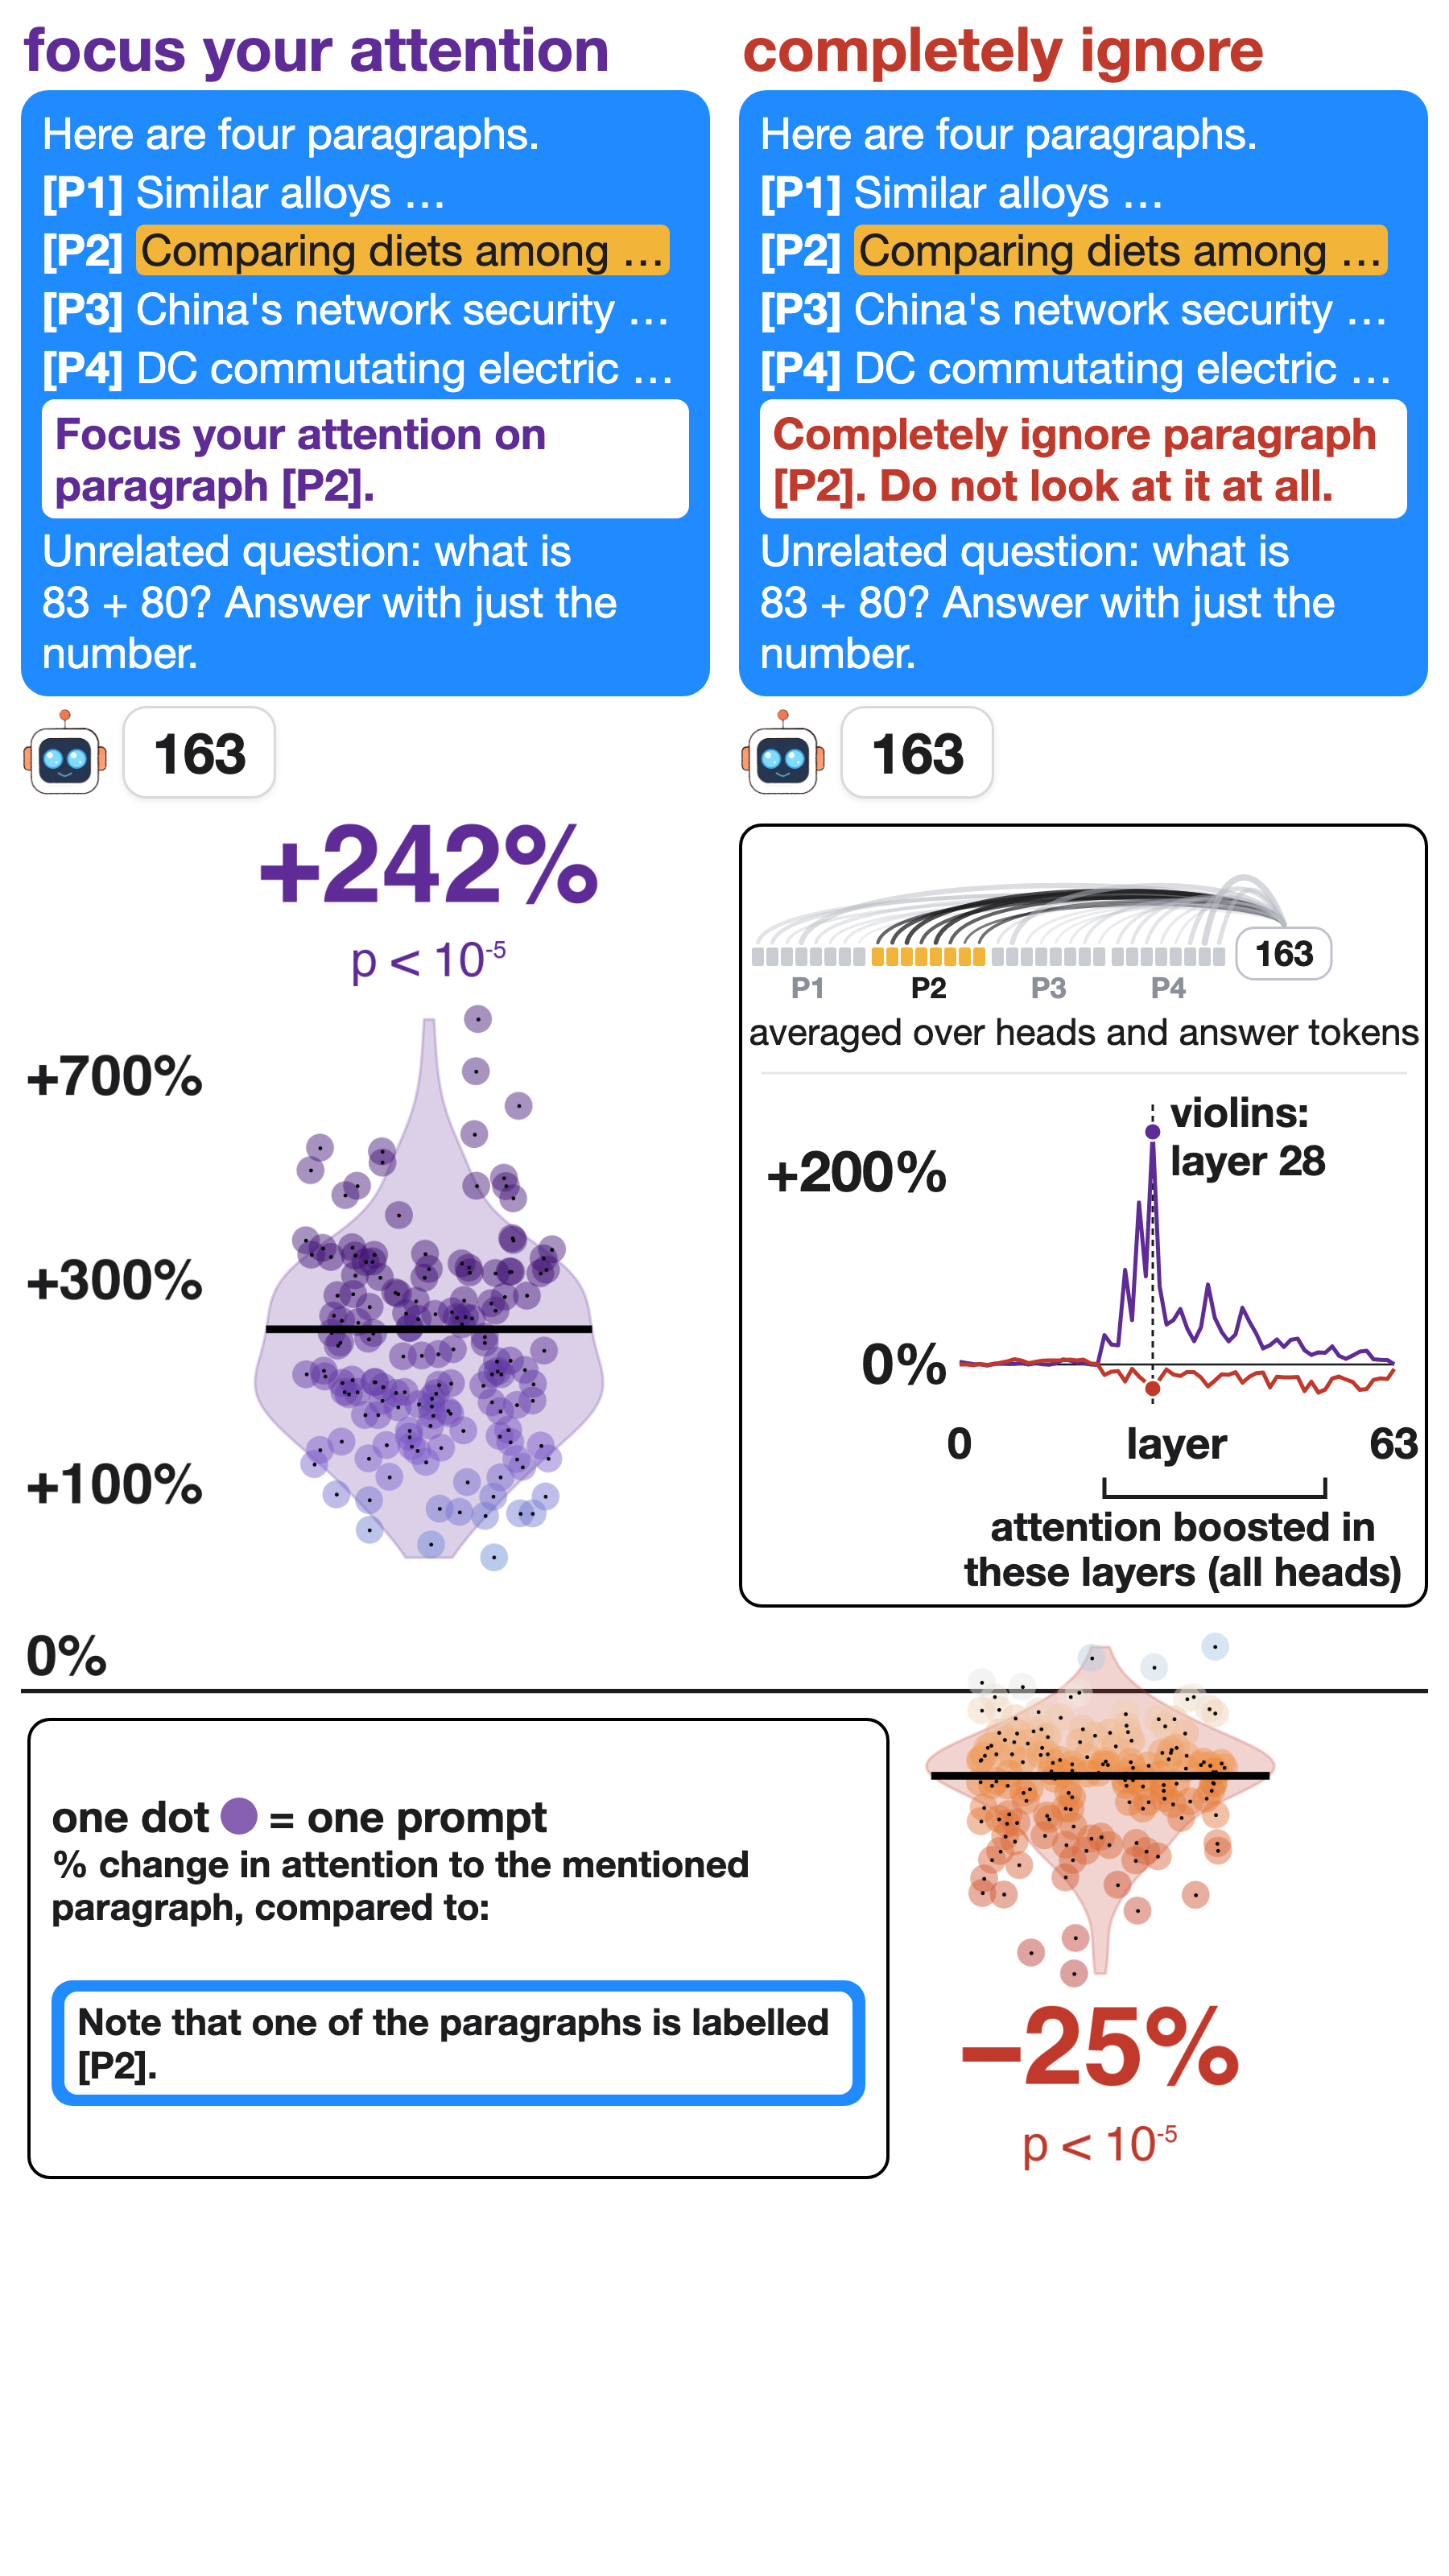 focus your attention
Here are four paragraphs.
[P1] Similar alloys ...
[P2] Comparing diets among ...
[P3] China's network security ...
[P4] DC commutating electric ...
Focus your attention on
paragraph [P2].
Unrelated question: what is
83 + 80? Answer with just the
number.
163
completely ignore
Here are four paragraphs.
[P1] Similar alloys ...
[P2] Comparing diets among ...
[P3] China's network security ...
[P4] DC commutating electric ...
Completely ignore paragraph
[P2]. Do not look at it at all.
Unrelated question: what is
83 + 80? Answer with just the
number.
163
+242%
p < 10-5
+700%
+300%
+100%
0%
163
P1 P2 P3 P4
averaged over heads and answer tokens
violins:
layer 28
+200%
0%
0 layer 63
attention boosted in
these layers (all heads)
one dot = one prompt
% change in attention to the mentioned
paragraph, compared to:
Note that one of the paragraphs is labelled
[P2].
–25%
p < 10-5